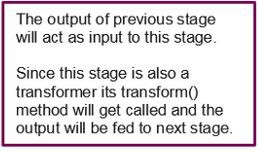 The output of previous stage
will act as input to this stage.
Since this stage is also a
transformer its transform()
method will get called and the
output will be fed to next stage.